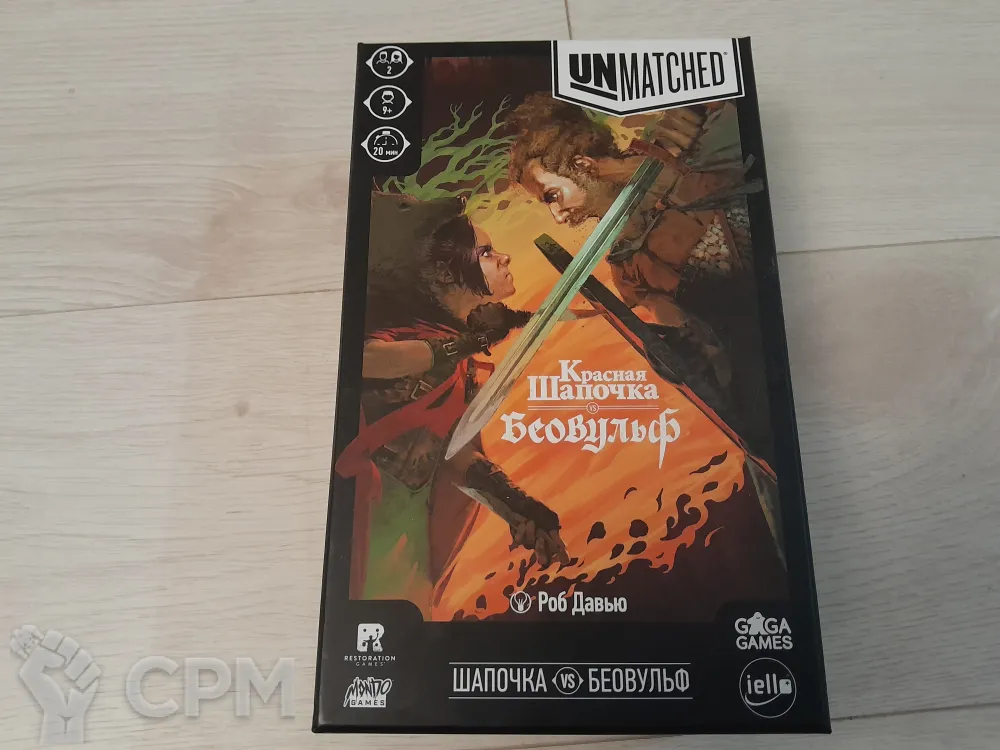 2
9+
20 мин
UNMATCHED
Красная
Шапочка
vs
Беовульф
Роб Давью
RESTORATION
GAMES
MONDO
GAMES
ШАПОЧКА VS БЕОВУЛЬФ
GAGA
GAMES
iello
СРМ